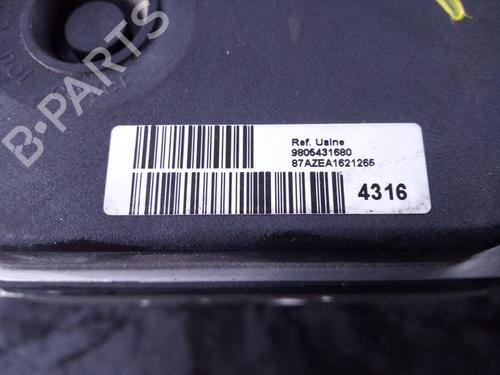 B-PARTS
Ref. Usine
9805431680
87AZEA1621265
4316